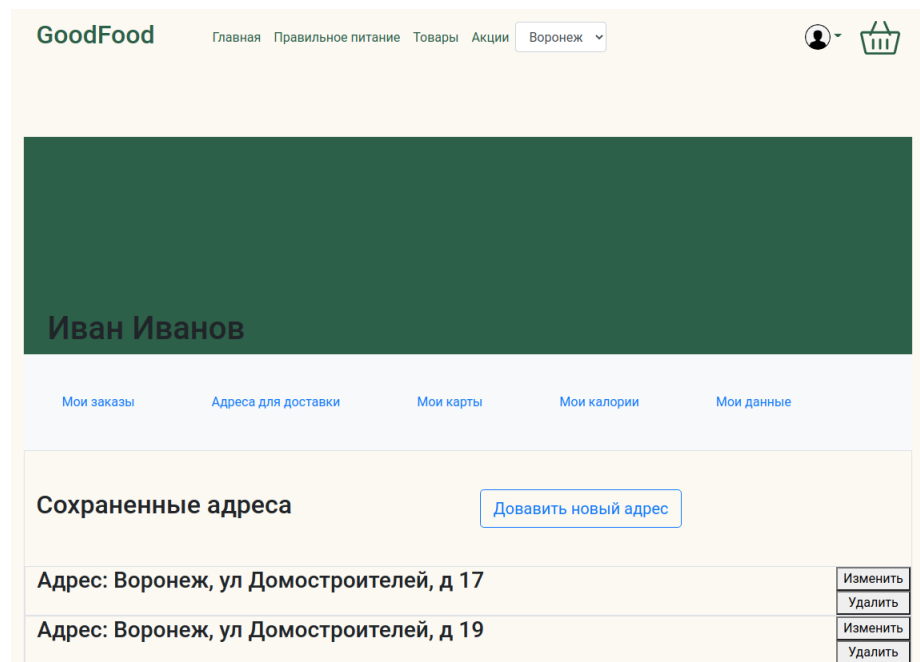 GoodFood Главная Правильное питание Товары Акции Воронеж
Иван Иванов
Мои заказы Адреса для доставки Мои карты Мои калории Мои данные
Сохраненные адреса Довавить новый адрес
Адрес: Воронеж, ул Домостроителей, д 17 Изменить
Удалить
Адрес: Воронеж, ул Домостроителей, д 19 Изменить
Удалить